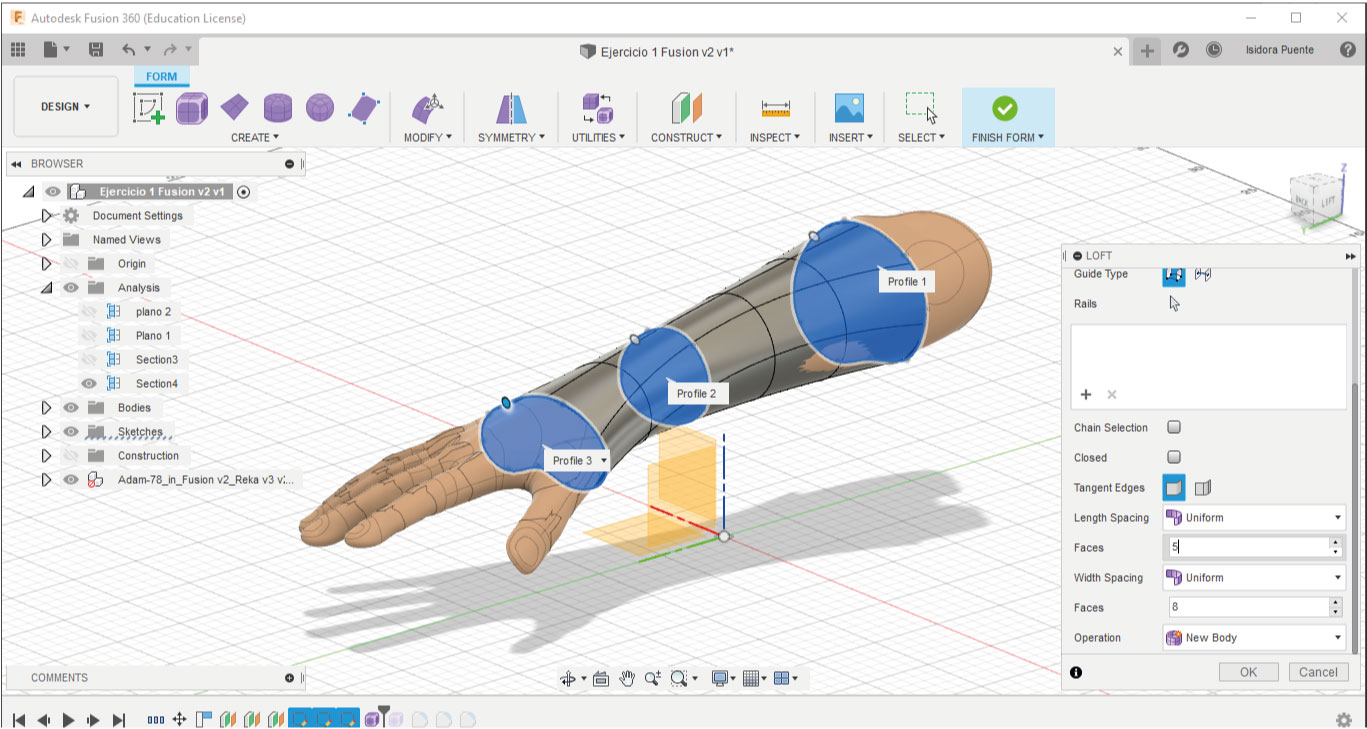 Autodesk Fusion 360 (Education License)
Ejercicio 1 Fusion v2 v1*
Isidora Puente
FORM
DESIGN
CREATE
MODIFY
SYMMETRY
UTILITIES
CONSTRUCT
INSPECT
INSERT
SELECT
FINISH FORM
BROWSER
Ejercicio 1 Fusion v2 v1
Document Settings
Named Views
Origin
Analysis
plano 2
Plano 1
Section3
Section4
Bodies
Sketches
Construction
Adam-78_in_Fusion v2_Reka v3 v:...
Profile 1
Profile 2
Profile 3
Z
LEFT
Y
LOFT
Guide Type
Rails
Chain Selection
Closed
Tangent Edges
Length Spacing Uniform
Faces 5
Width Spacing Uniform
Faces 8
Operation New Body
OK Cancel
COMMENTS